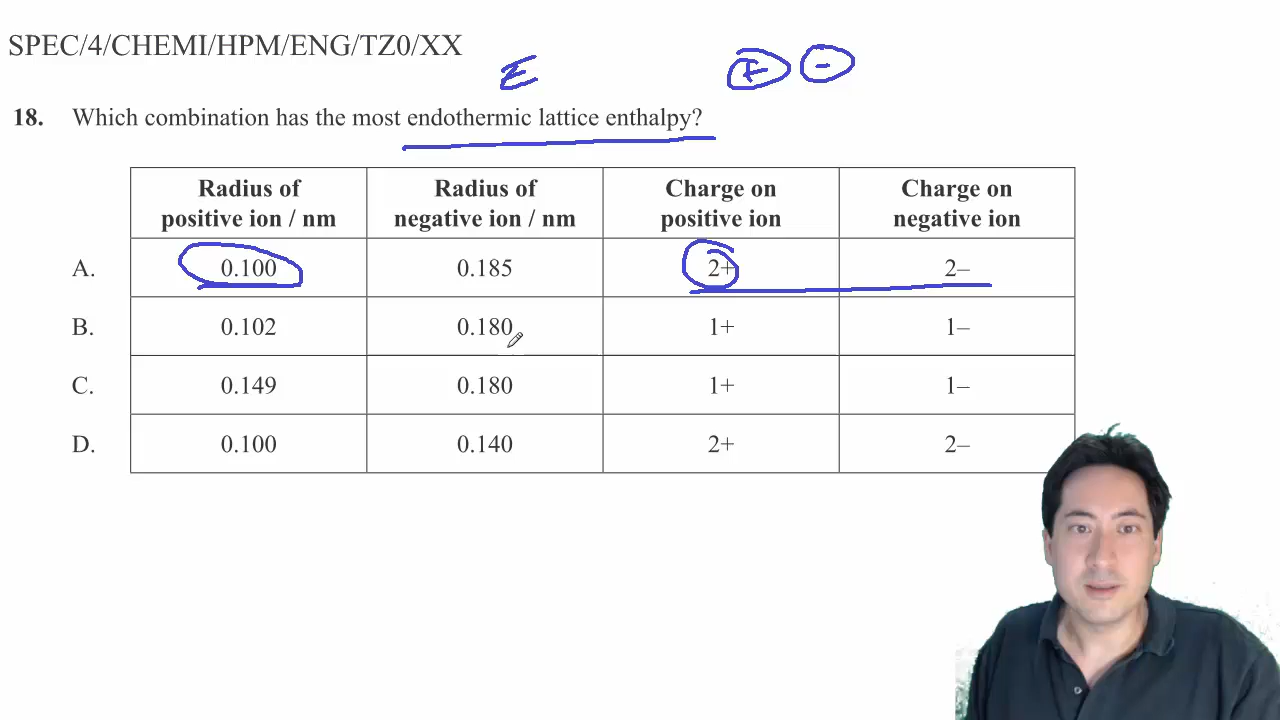 SPEC/4/CHEMI/HPM/ENG/TZ0/XX
E + -
18. Which combination has the most endothermic lattice enthalpy?
Radius of positive ion / nm Radius of negative ion / nm Charge on positive ion Charge on negative ion
A. 0.100 0.185 2+ 2–
B. 0.102 0.180 1+ 1–
C. 0.149 0.180 1+ 1–
D. 0.100 0.140 2+ 2–